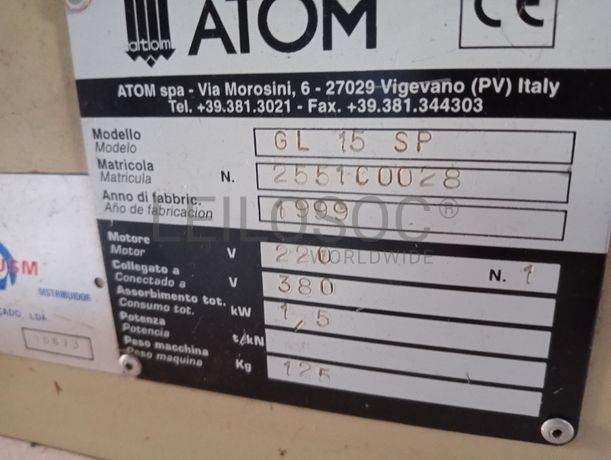 atom ATOM CE
ATOM spa - Via Morosini, 6 - 27029 Vigevano (PV) Italy
Tel. +39.381.3021 - Fax. +39.381.344303
Modello
Modelo
GL 15 SP
Matricola
Matricula
N. 2551C0028
Anno di fabbric.
Año de fabricacion
1999
LEILOSOC®
WORLDWIDE
Motore
Motor
V 220 N. 1
Collegato a
Conectado a
V 380
Assorbimento tot.
Consumo tot.
kW 1,5
Potenza
Potencia
t/kN
Peso macchina
Peso maquina
Kg 125
USM
DISTRIBUIDOR
CADO, LDA